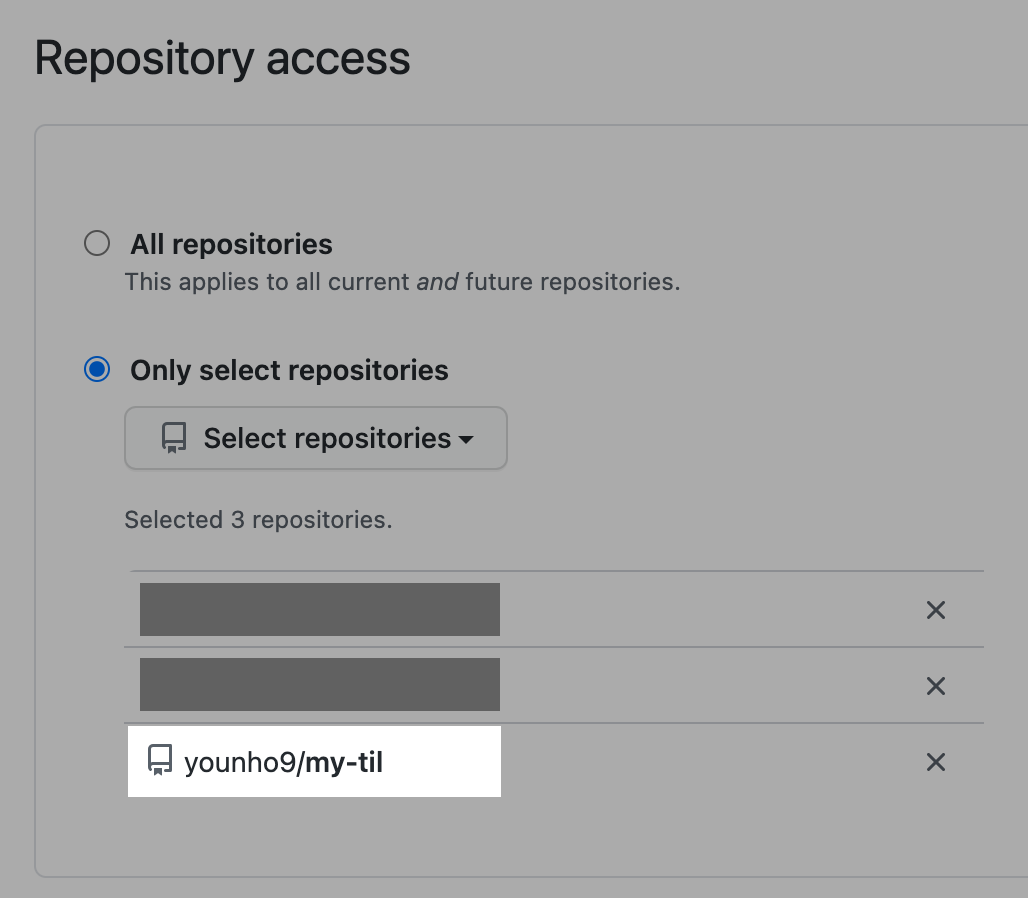 Repository access
All repositories
This applies to all current and future repositories.
Only select repositories
Select repositories
Selected 3 repositories.
younho9/my-til